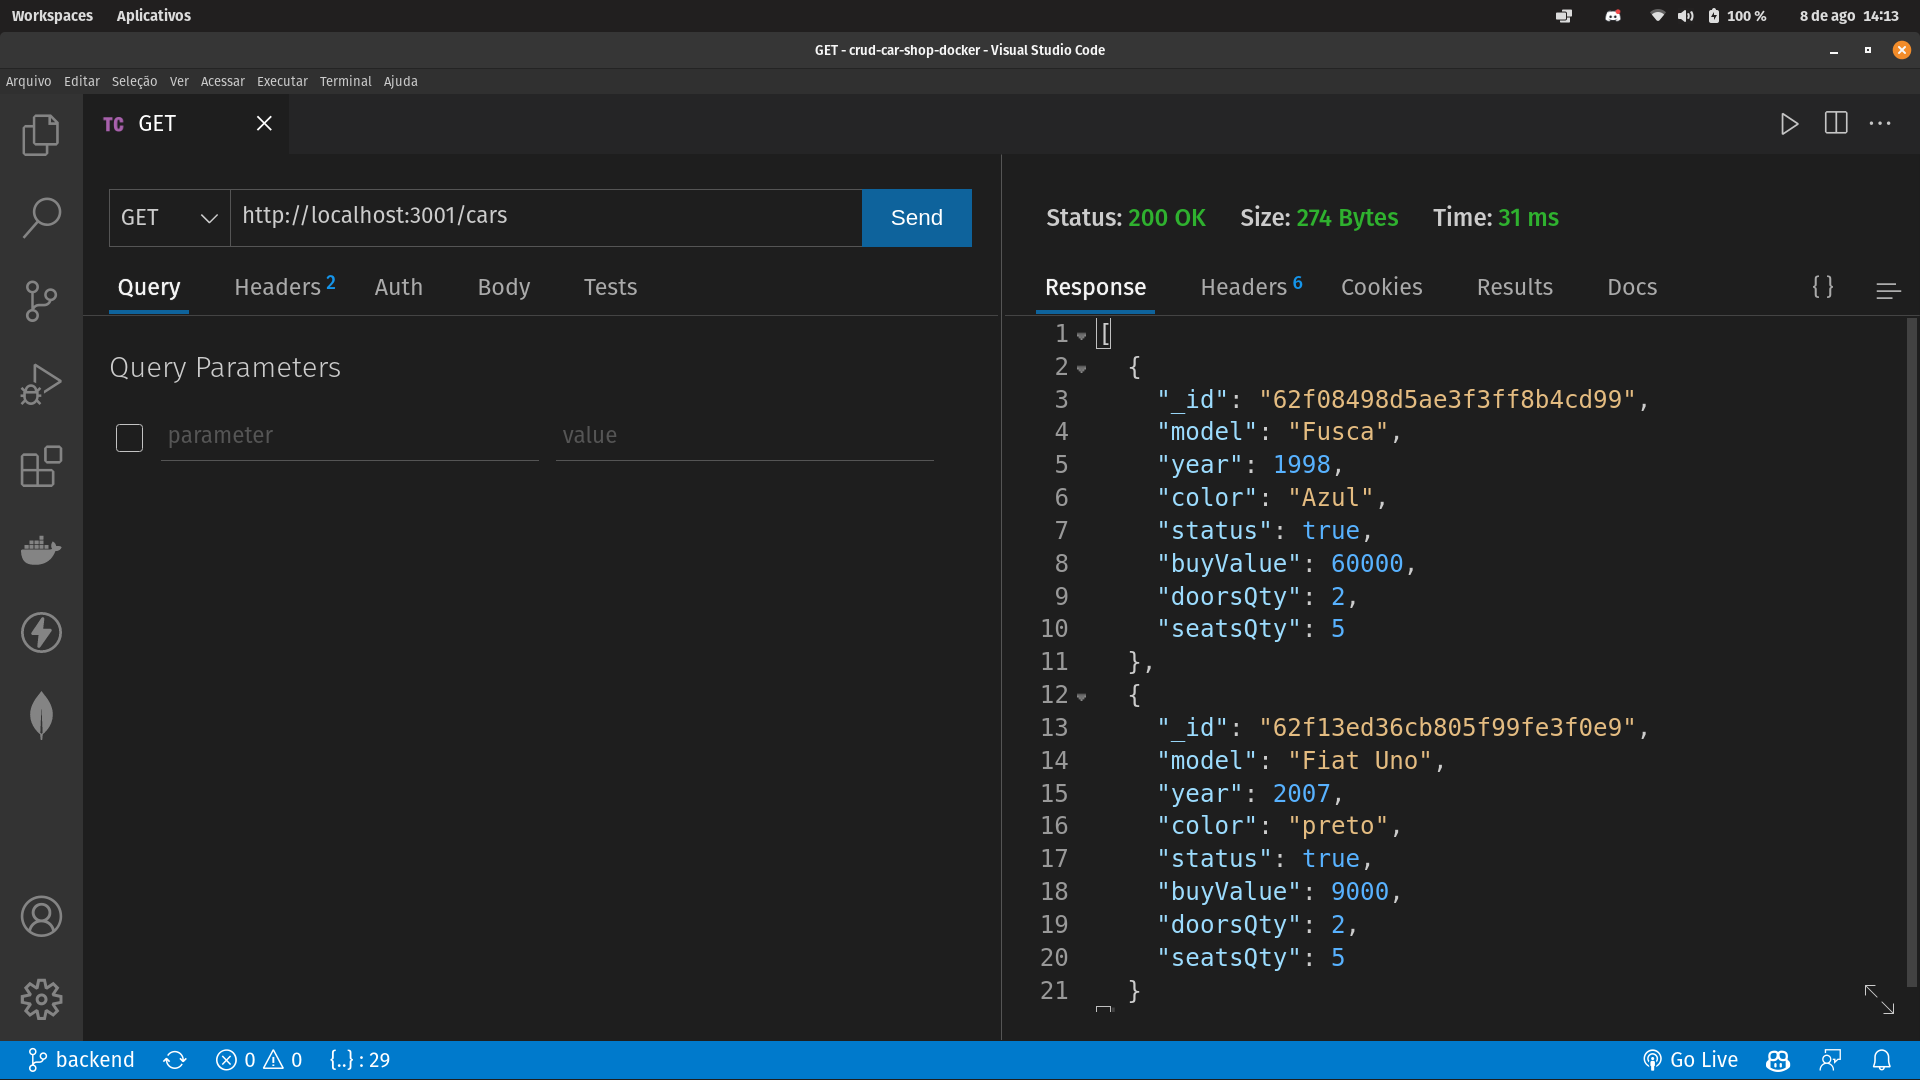 Workspaces Aplicativos 100 % 8 de ago 14:13
GET - crud-car-shop-docker - Visual Studio Code
Arquivo Editar Seleção Ver Acessar Executar Terminal Ajuda
TC GET
GET http://localhost:3001/cars Send
Query Headers 2 Auth Body Tests
Query Parameters
parameter value
Status: 200 OK Size: 274 Bytes Time: 31 ms
Response Headers 6 Cookies Results Docs { }
1 [
2 {
3 "_id": "62f08498d5ae3f3ff8b4cd99",
4 "model": "Fusca",
5 "year": 1998,
6 "color": "Azul",
7 "status": true,
8 "buyValue": 60000,
9 "doorsQty": 2,
10 "seatsQty": 5
11 },
12 {
13 "_id": "62f13ed36cb805f99fe3f0e9",
14 "model": "Fiat Uno",
15 "year": 2007,
16 "color": "preto",
17 "status": true,
18 "buyValue": 9000,
19 "doorsQty": 2,
20 "seatsQty": 5
21 }
backend 0 0 {..} : 29 Go Live